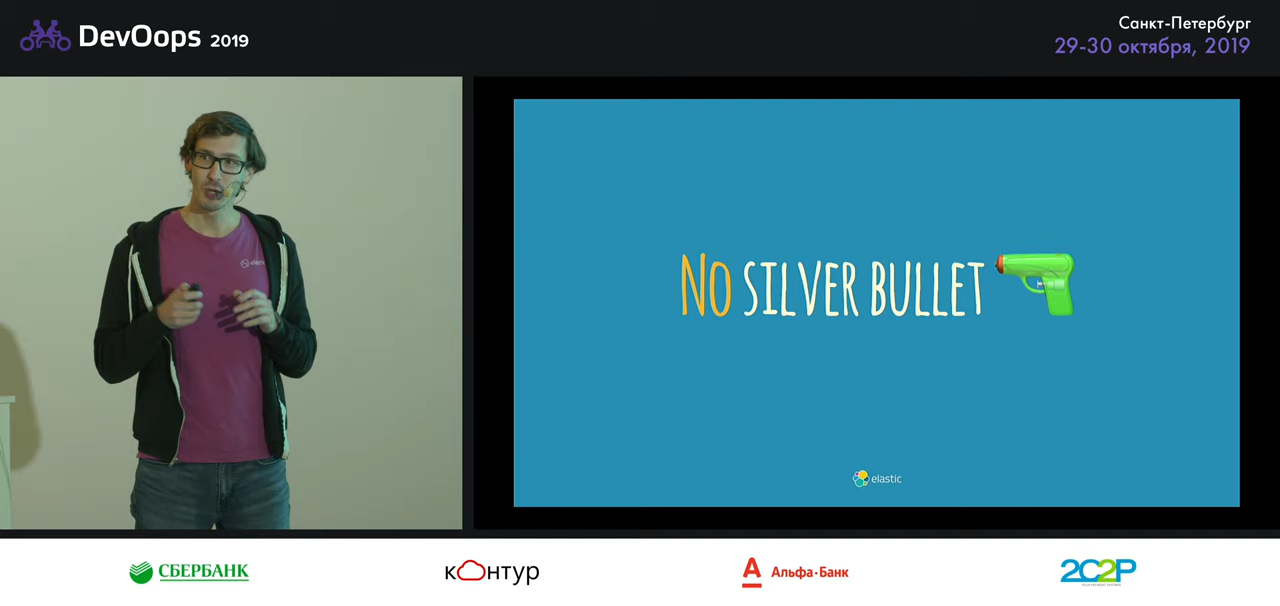 DevOops 2019
Санкт-Петербург
29-30 октября, 2019
No SILVER BULLET
elastic
СБЕРБАНК
кОнтур
Альфа·Банк
2C2P